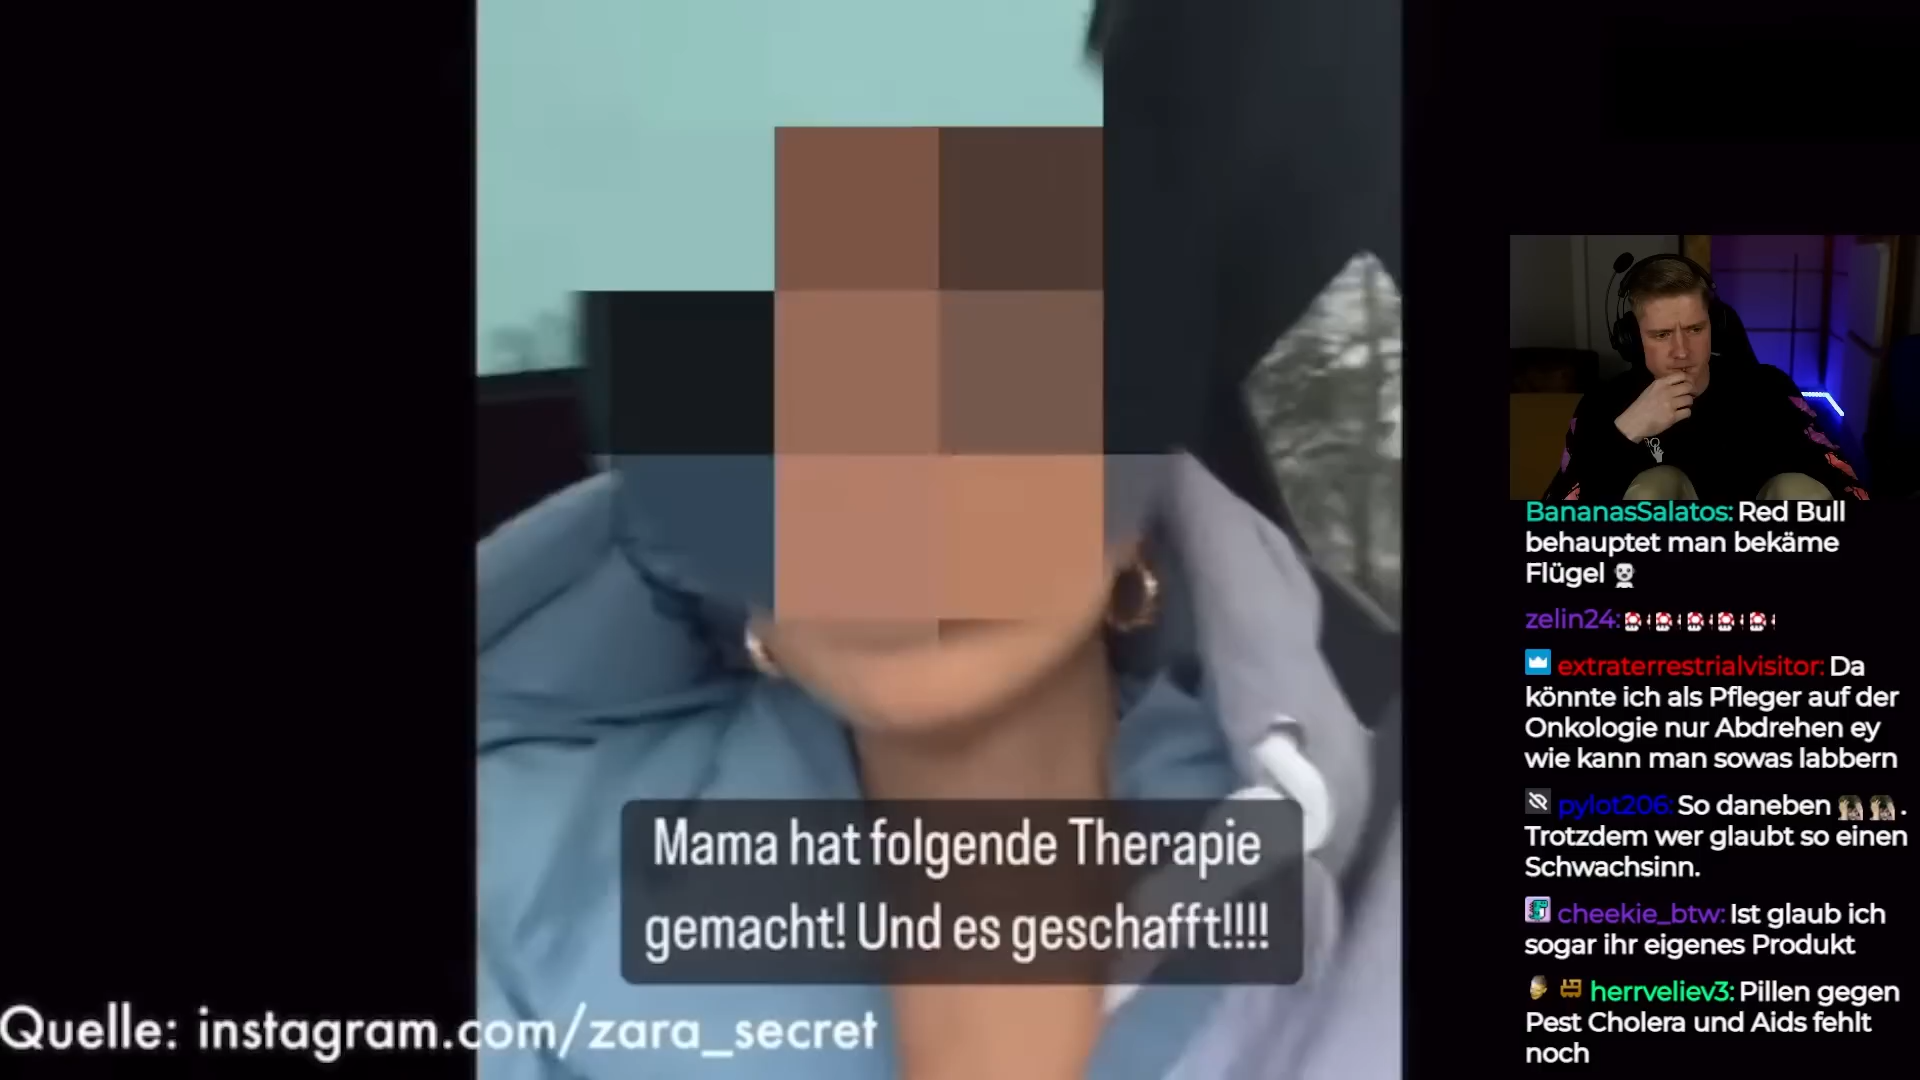 Mama hat folgende Therapie
gemacht! Und es geschafft!!!!
Quelle: instagram.com/zara_secret
BananasSalatos: Red Bull
behauptet man bekäme
Flügel
zelin24:
extraterrestrialvisitor: Da
könnte ich als Pfleger auf der
Onkologie nur Abdrehen ey
wie kann man sowas labbern
pylot206: So daneben .
Trotzdem wer glaubt so einen
Schwachsinn.
cheekie_btw: Ist glaub ich
sogar ihr eigenes Produkt
herrveliev3: Pillen gegen
Pest Cholera und Aids fehlt
noch